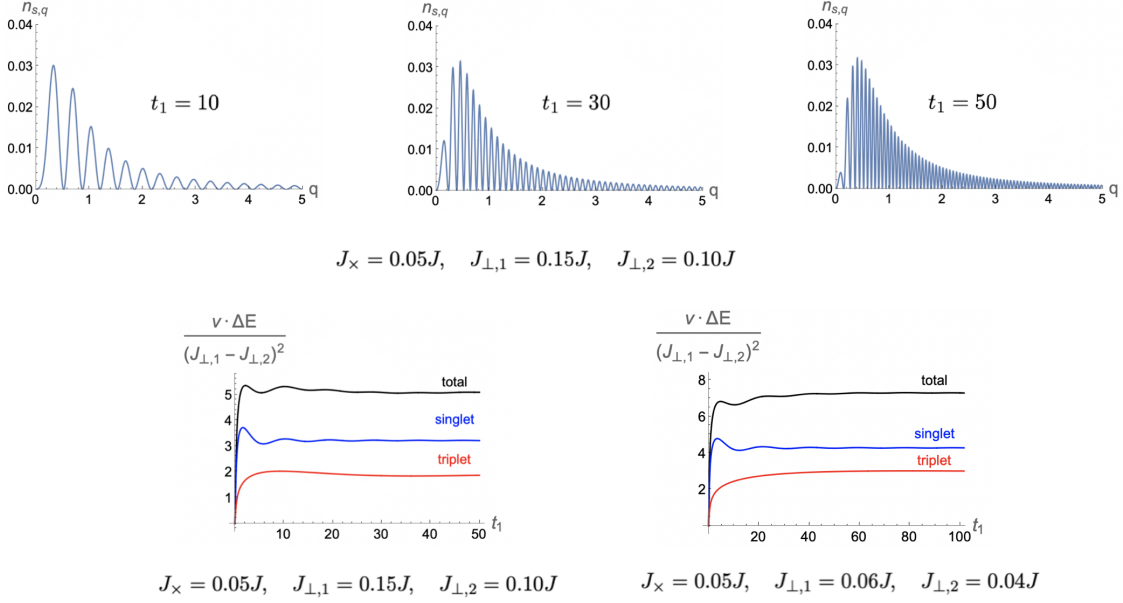 n_{s,q}
0.04
0.03
0.02
0.01
0.00
t₁ = 10
0 1 2 3 4 5
q
n_{s,q}
0.04
0.03
0.02
0.01
0.00
t₁ = 30
0 1 2 3 4 5
q
n_{s,q}
0.04
0.03
0.02
0.01
0.00
t₁ = 50
0 1 2 3 4 5
q
J_× = 0.05J, J_{⊥,1} = 0.15J, J_{⊥,2} = 0.10J
v · ΔE
(J_{⊥,1} – J_{⊥,2})²
5
4
3
2
1
total
singlet
triplet
10 20 30 40 50
t₁
J_× = 0.05J, J_{⊥,1} = 0.15J, J_{⊥,2} = 0.10J
v · ΔE
(J_{⊥,1} – J_{⊥,2})²
8
6
4
2
total
singlet
triplet
20 40 60 80 100
t₁
J_× = 0.05J, J_{⊥,1} = 0.06J, J_{⊥,2} = 0.04J